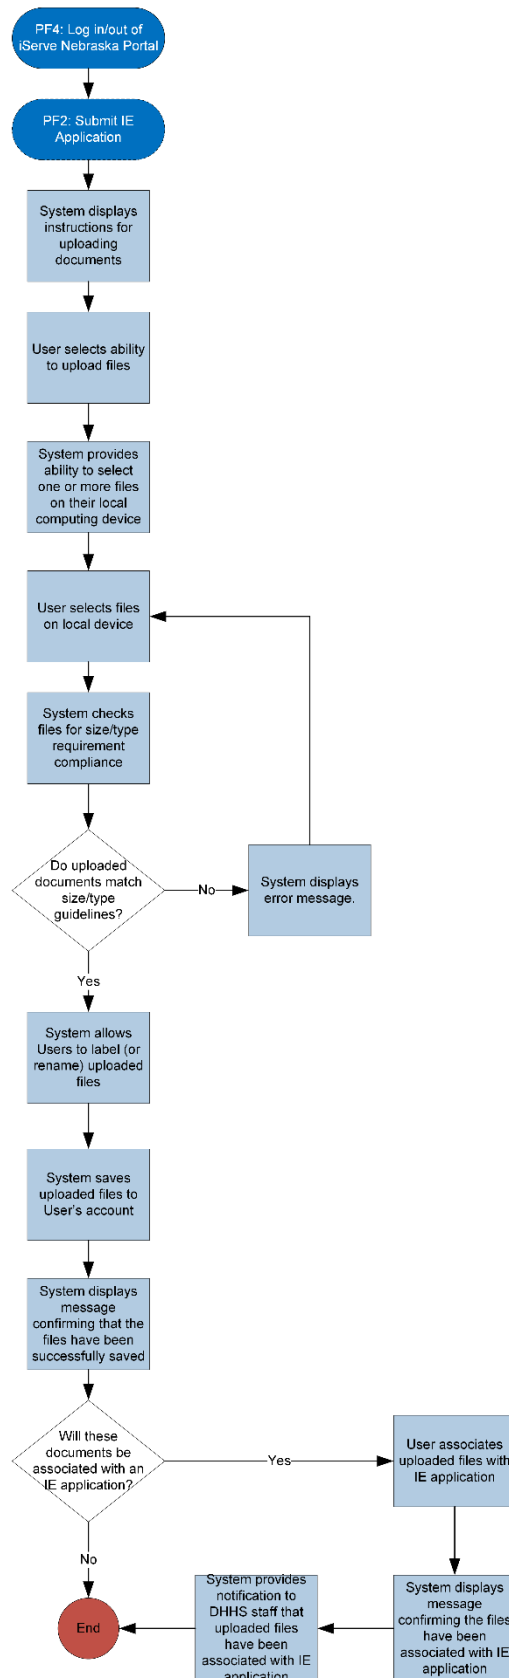 PF4: Log in/out of
iServe Nebraska Portal
PF2: Submit IE
Application
System displays
instructions for
uploading
documents
User selects ability
to upload files
System provides
ability to select
one or more files
on their local
computing device
User selects files
on local device
System checks
files for size/type
requirement
compliance
Do uploaded
documents match
size/type
guidelines?
No
System displays
error message.
Yes
System allows
Users to label (or
rename) uploaded
files
System saves
uploaded files to
User's account
System displays
message
confirming that the
files have been
successfully saved
Will these
documents be
associated with an
IE application?
Yes
User associates
uploaded files with
IE application
No
End
System provides
notification to
DHHS staff that
uploaded files
have been
associated with IE
application
System displays
message
confirming the files
have been
associated with IE
application